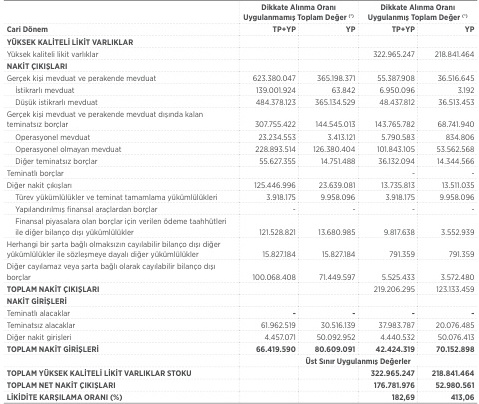 Dikkate Alınma Oranı Dikkate Alınma Oranı
Uygulanmamış Toplam Değer (*) Uygulanmış Toplam Değer (*)
Cari Dönem TP+YP YP TP+YP YP
YÜKSEK KALİTELİ LİKİT VARLIKLAR
Yüksek kaliteli likit varlıklar 322.965.247 218.841.464
NAKİT ÇIKIŞLARI
Gerçek kişi mevduat ve perakende mevduat 623.380.047 365.198.371 55.387.908 36.516.645
İstikrarlı mevduat 139.001.924 63.842 6.950.096 3.192
Düşük istikrarlı mevduat 484.378.123 365.134.529 48.437.812 36.513.453
Gerçek kişi mevduat ve perakende mevduat dışında kalan
teminatsız borçlar 307.755.422 144.545.013 143.765.782 68.741.940
Operasyonel mevduat 23.234.553 3.413.121 5.790.583 834.806
Operasyonel olmayan mevduat 228.893.514 126.380.404 101.843.105 53.562.568
Diğer teminatsız borçlar 55.627.355 14.751.488 36.132.094 14.344.566
Teminatlı borçlar - -
Diğer nakit çıkışları 125.446.996 23.639.081 13.735.813 13.511.035
Türev yükümlülükler ve teminat tamamlama yükümlülükleri 3.918.175 9.958.096 3.918.175 9.958.096
Yapılandırılmış finansal araçlardan borçlar - - - -
Finansal piyasalara olan borçlar için verilen ödeme taahhütleri
ile diğer bilanço dışı yükümlülükler 121.528.821 13.680.985 9.817.638 3.552.939
Herhangi bir şarta bağlı olmaksızın cayılabilir bilanço dışı diğer
yükümlülükler ile sözleşmeye dayalı diğer yükümlülükler 15.827.184 15.827.184 791.359 791.359
Diğer cayılamaz veya şarta bağlı olarak cayılabilir bilanço dışı
borçlar 100.068.408 71.449.597 5.525.433 3.572.480
TOPLAM NAKİT ÇIKIŞLARI 219.206.295 123.133.459
NAKİT GİRİŞLERİ
Teminatlı alacaklar - - - -
Teminatsız alacaklar 61.962.519 30.516.139 37.983.787 20.076.485
Diğer nakit girişleri 4.457.071 50.092.952 4.440.532 50.076.413
TOPLAM NAKİT GİRİŞLERİ 66.419.590 80.609.091 42.424.319 70.152.898
Üst Sınır Uygulanmış Değerler
TOPLAM YÜKSEK KALİTELİ LİKİT VARLIKLAR STOKU 322.965.247 218.841.464
TOPLAM NET NAKİT ÇIKIŞLARI 176.781.976 52.980.561
LİKİDİTE KARŞILAMA ORANI (%) 182,69 413,06